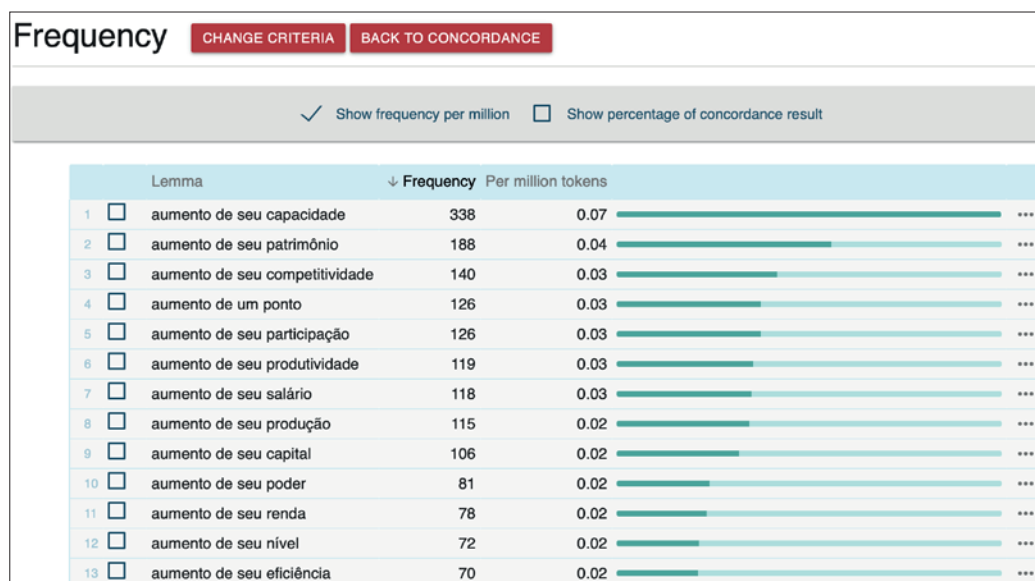 Frequency CHANGE CRITERIA BACK TO CONCORDANCE
Show frequency per million Show percentage of concordance result
Lemma ↓ Frequency Per million tokens
1 aumento de seu capacidade 338 0.07
2 aumento de seu patrimônio 188 0.04
3 aumento de seu competitividade 140 0.03
4 aumento de um ponto 126 0.03
5 aumento de seu participação 126 0.03
6 aumento de seu produtividade 119 0.03
7 aumento de seu salário 118 0.03
8 aumento de seu produção 115 0.02
9 aumento de seu capital 106 0.02
10 aumento de seu poder 81 0.02
11 aumento de seu renda 78 0.02
12 aumento de seu nível 72 0.02
13 aumento de seu eficiência 70 0.02